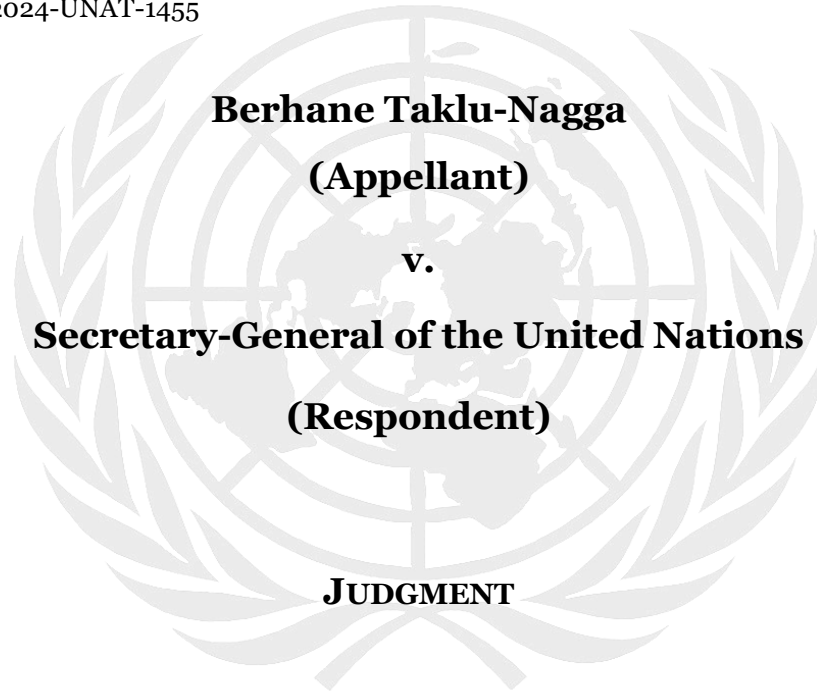 2024-UNAT-1455
Berhane Taklu-Nagga
(Appellant)
v.
Secretary-General of the United Nations
(Respondent)
JUDGMENT